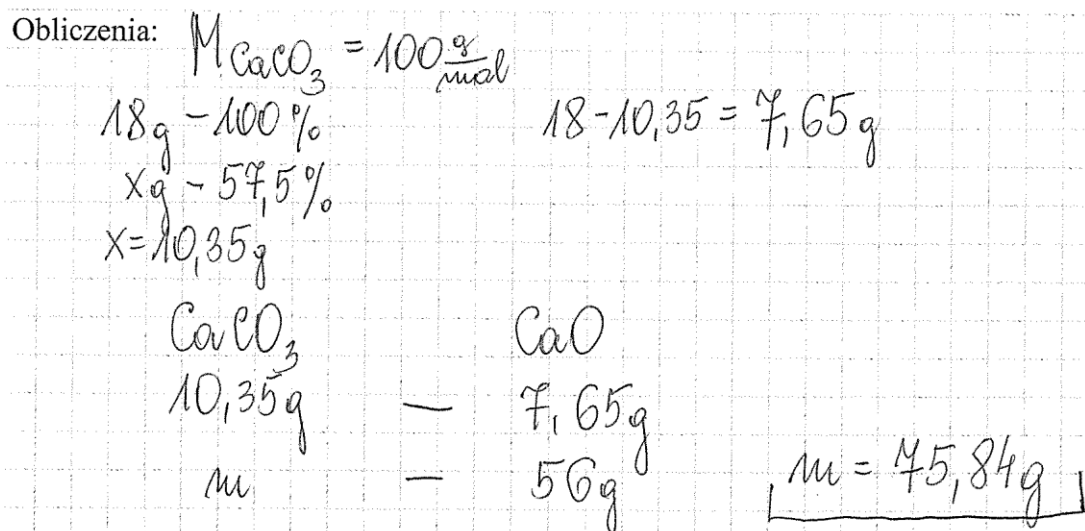 Obliczenia: M CaCO₃ = 100 g/mol
18g - 100% 18 - 10,35 = 7,65g
xg - 57,5%
x = 10,35g
CaCO₃ CaO
10,35g — 7,65g
m — 56g m = 75,84g